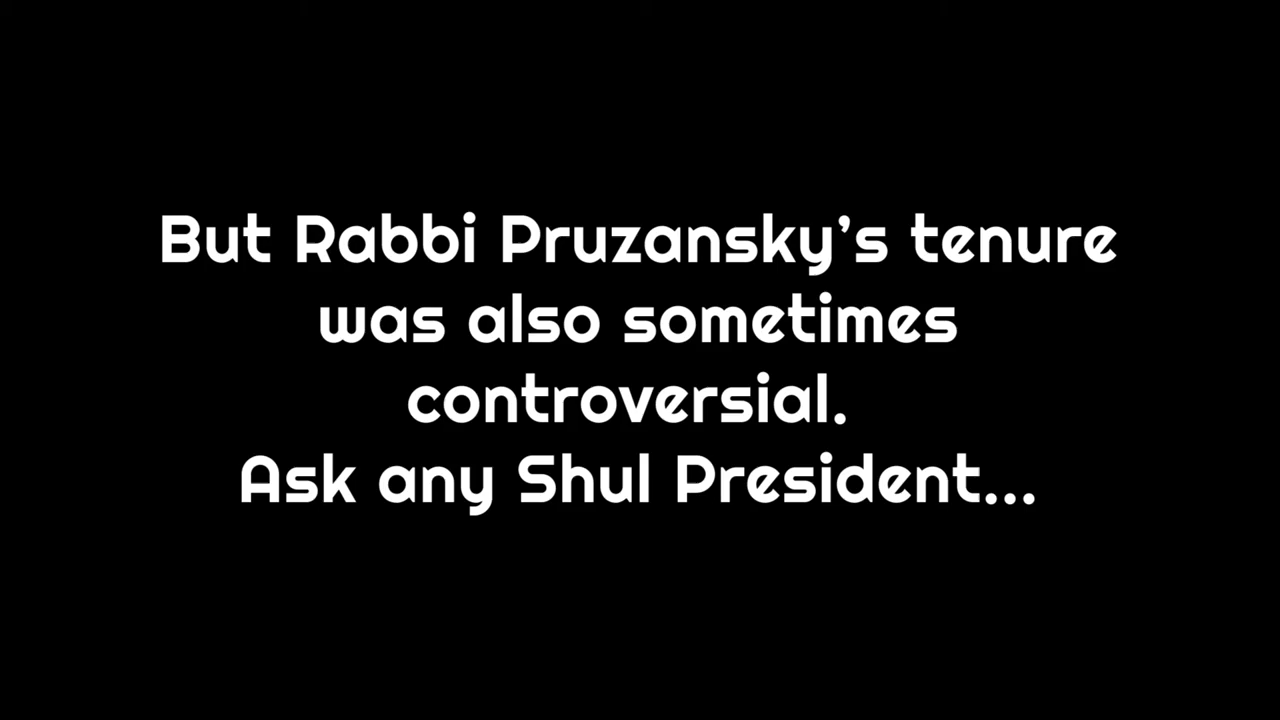 But Rabbi Pruzansky’s tenure
was also sometimes
controversial.
Ask any Shul President...